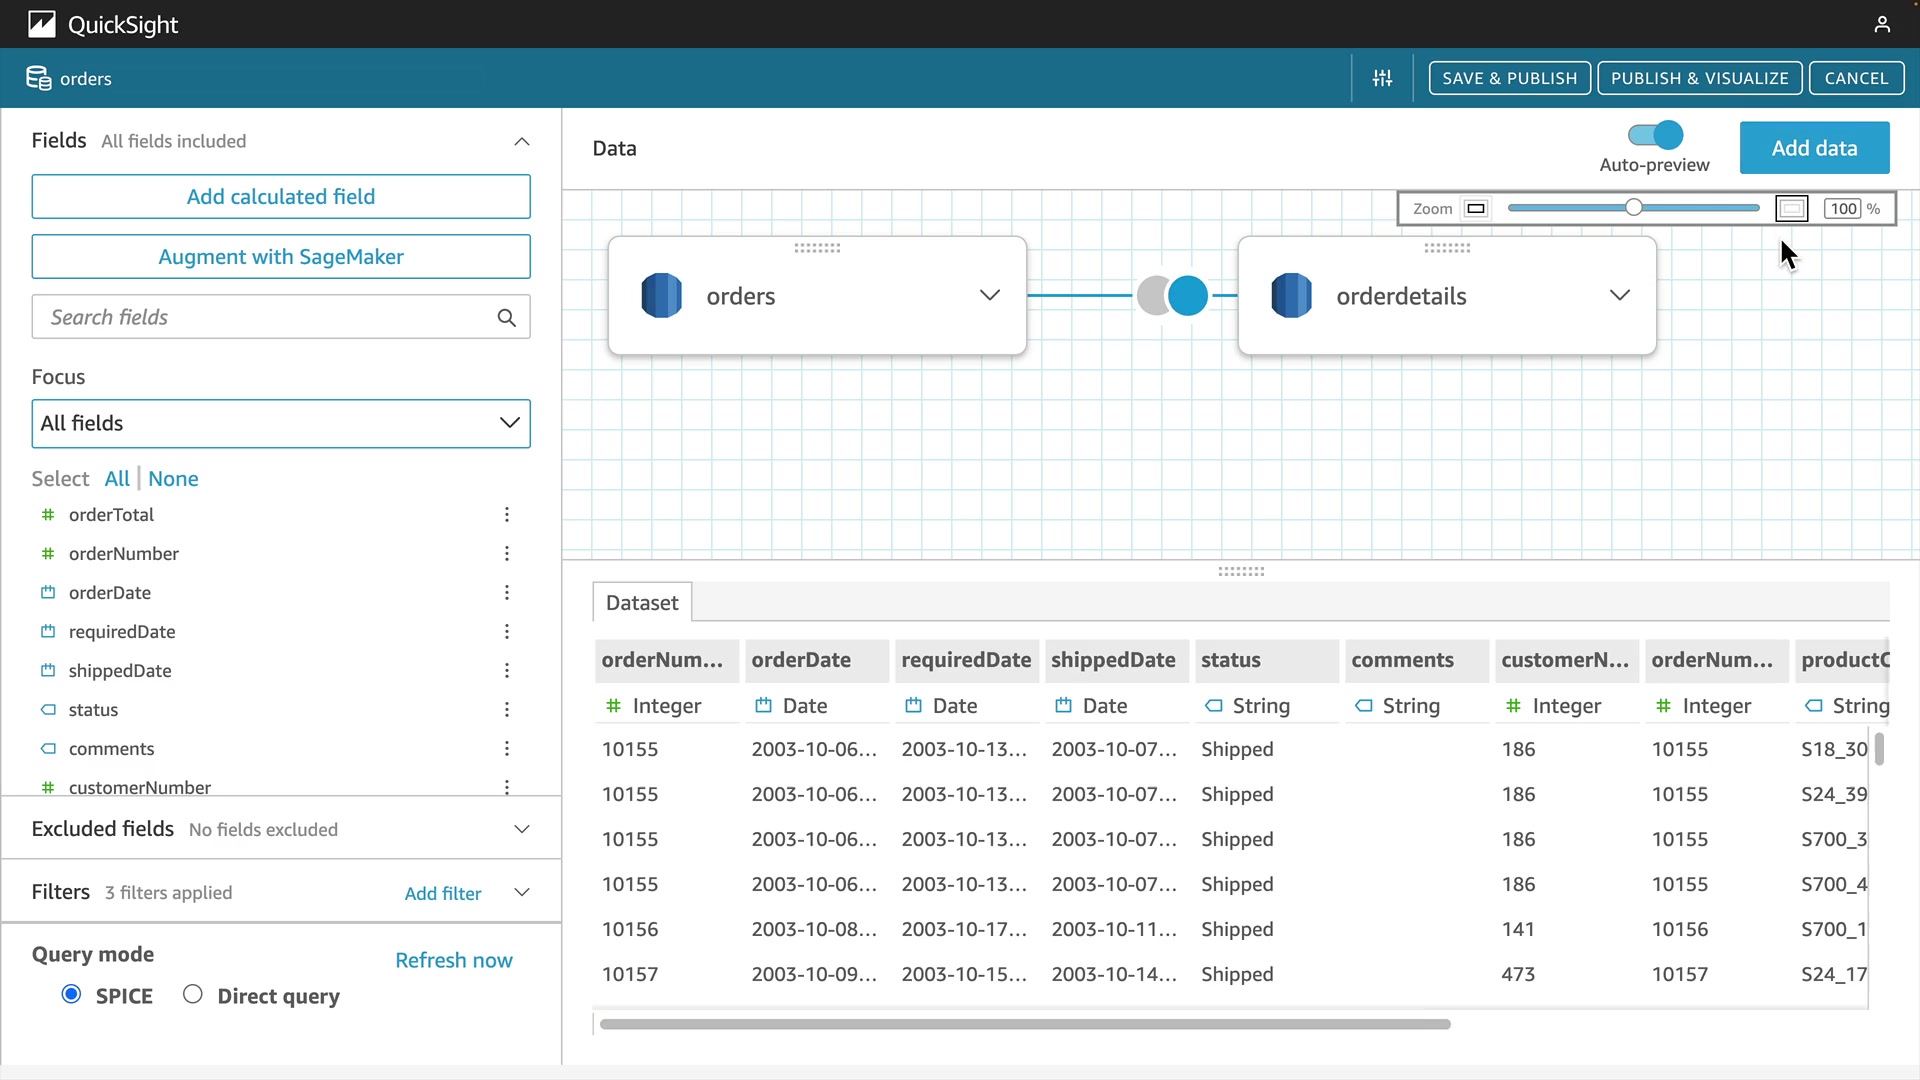 QuickSight
orders
SAVE & PUBLISH
PUBLISH & VISUALIZE
CANCEL
Fields All fields included
Add calculated field
Augment with SageMaker
Search fields
Focus
All fields
Select All | None
orderTotal
orderNumber
orderDate
requiredDate
shippedDate
status
comments
customerNumber
Excluded fields No fields excluded
Filters 3 filters applied Add filter
Query mode Refresh now
SPICE Direct query
Data
Auto-preview
Add data
Zoom 100 %
orders
orderdetails
Dataset
orderNum... orderDate requiredDate shippedDate status comments customerN... orderNum... productC
# Integer Date Date Date String String # Integer # Integer String
10155 2003-10-06... 2003-10-13... 2003-10-07... Shipped 186 10155 S18_30
10155 2003-10-06... 2003-10-13... 2003-10-07... Shipped 186 10155 S24_39
10155 2003-10-06... 2003-10-13... 2003-10-07... Shipped 186 10155 S700_3
10155 2003-10-06... 2003-10-13... 2003-10-07... Shipped 186 10155 S700_4
10156 2003-10-08... 2003-10-17... 2003-10-11... Shipped 141 10156 S700_1
10157 2003-10-09... 2003-10-15... 2003-10-14... Shipped 473 10157 S24_17